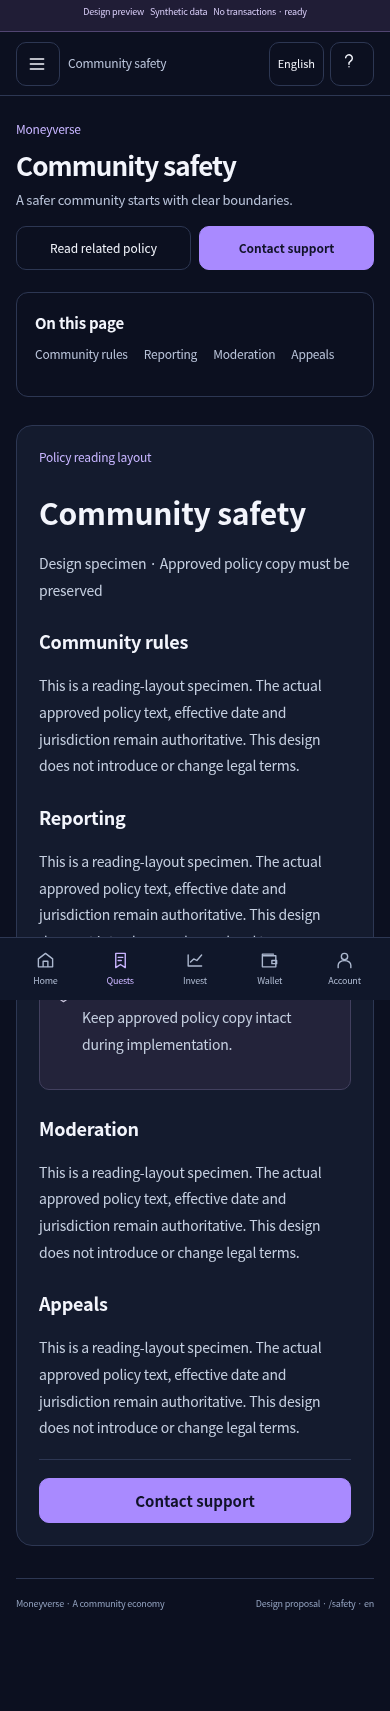 Design preview Synthetic data No transactions · ready
Community safety
English
?
Moneyverse
Community safety
A safer community starts with clear boundaries.
Read related policy
Contact support
On this page
Community rules Reporting Moderation Appeals
Policy reading layout
Community safety
Design specimen · Approved policy copy must be
preserved
Community rules
This is a reading-layout specimen. The actual
approved policy text, effective date and
jurisdiction remain authoritative. This design
does not introduce or change legal terms.
Reporting
This is a reading-layout specimen. The actual
approved policy text, effective date and
jurisdiction remain authoritative. This design
Home Quests Invest Wallet Account
Keep approved policy copy intact
during implementation.
Moderation
This is a reading-layout specimen. The actual
approved policy text, effective date and
jurisdiction remain authoritative. This design
does not introduce or change legal terms.
Appeals
This is a reading-layout specimen. The actual
approved policy text, effective date and
jurisdiction remain authoritative. This design
does not introduce or change legal terms.
Contact support
Moneyverse · A community economy
Design proposal · /safety · en